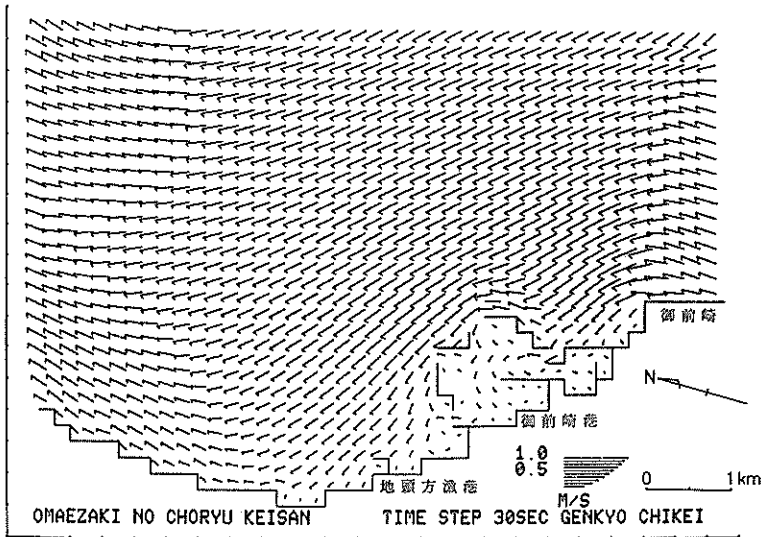 御前崎
N
御前崎港
1.0
0.5
0 1km
地頭方漁港
M/S
OMAEZAKI NO CHORYU KEISAN TIME STEP 30SEC GENKYO CHIKEI